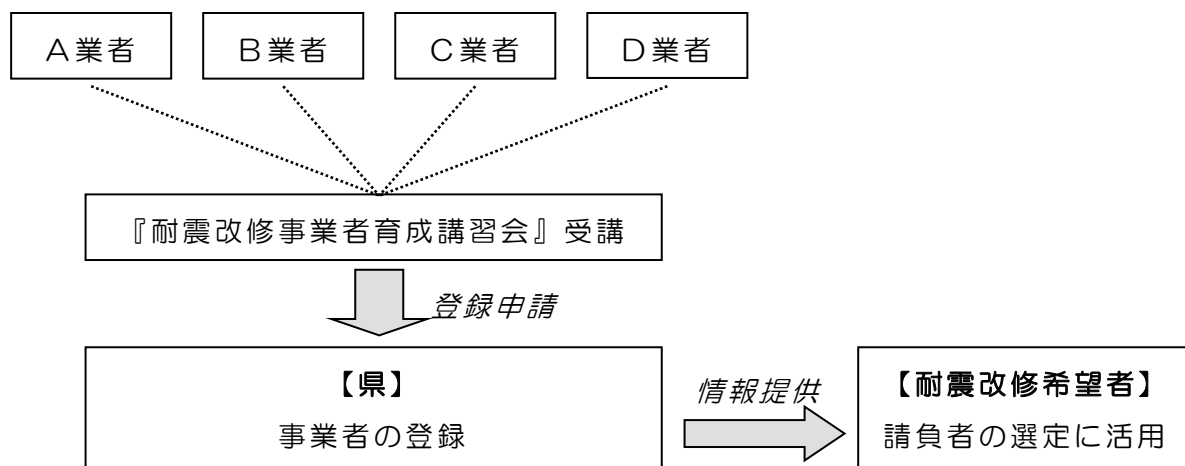 A業者
B業者
C業者
D業者
『耐震改修事業者育成講習会』受講
登録申請
【県】
事業者の登録
情報提供
【耐震改修希望者】
請負者の選定に活用